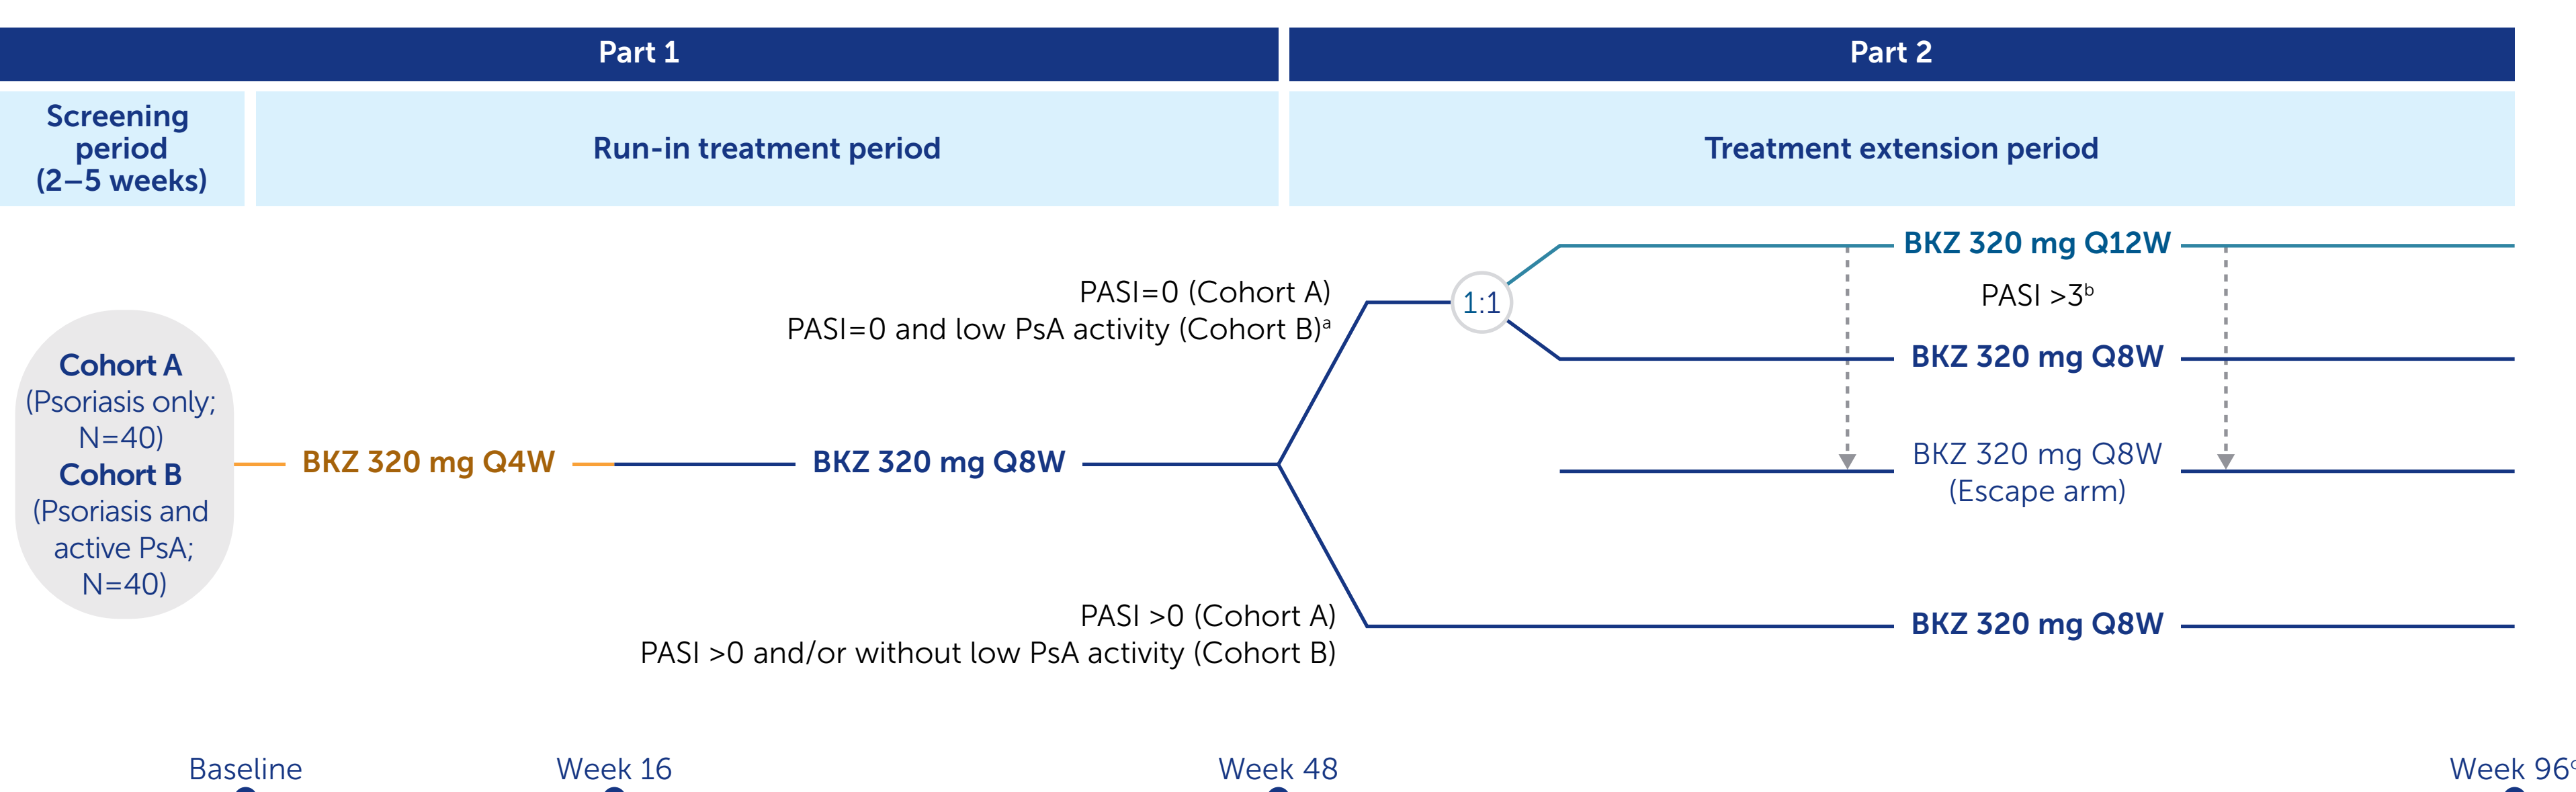 Part 1
Part 2
Screening
period
(2–5 weeks)
Run-in treatment period
Treatment extension period
BKZ 320 mg Q12W
PASI=0 (Cohort A)
PASI=0 and low PsA activity (Cohort B)ᵃ
1:1
PASI >3ᵇ
BKZ 320 mg Q8W
Cohort A
(Psoriasis only;
N=40)
Cohort B
(Psoriasis and
active PsA;
N=40)
BKZ 320 mg Q4W
BKZ 320 mg Q8W
BKZ 320 mg Q8W
(Escape arm)
PASI >0 (Cohort A)
PASI >0 and/or without low PsA activity (Cohort B)
BKZ 320 mg Q8W
Baseline
Week 16
Week 48
Week 96ᶜ